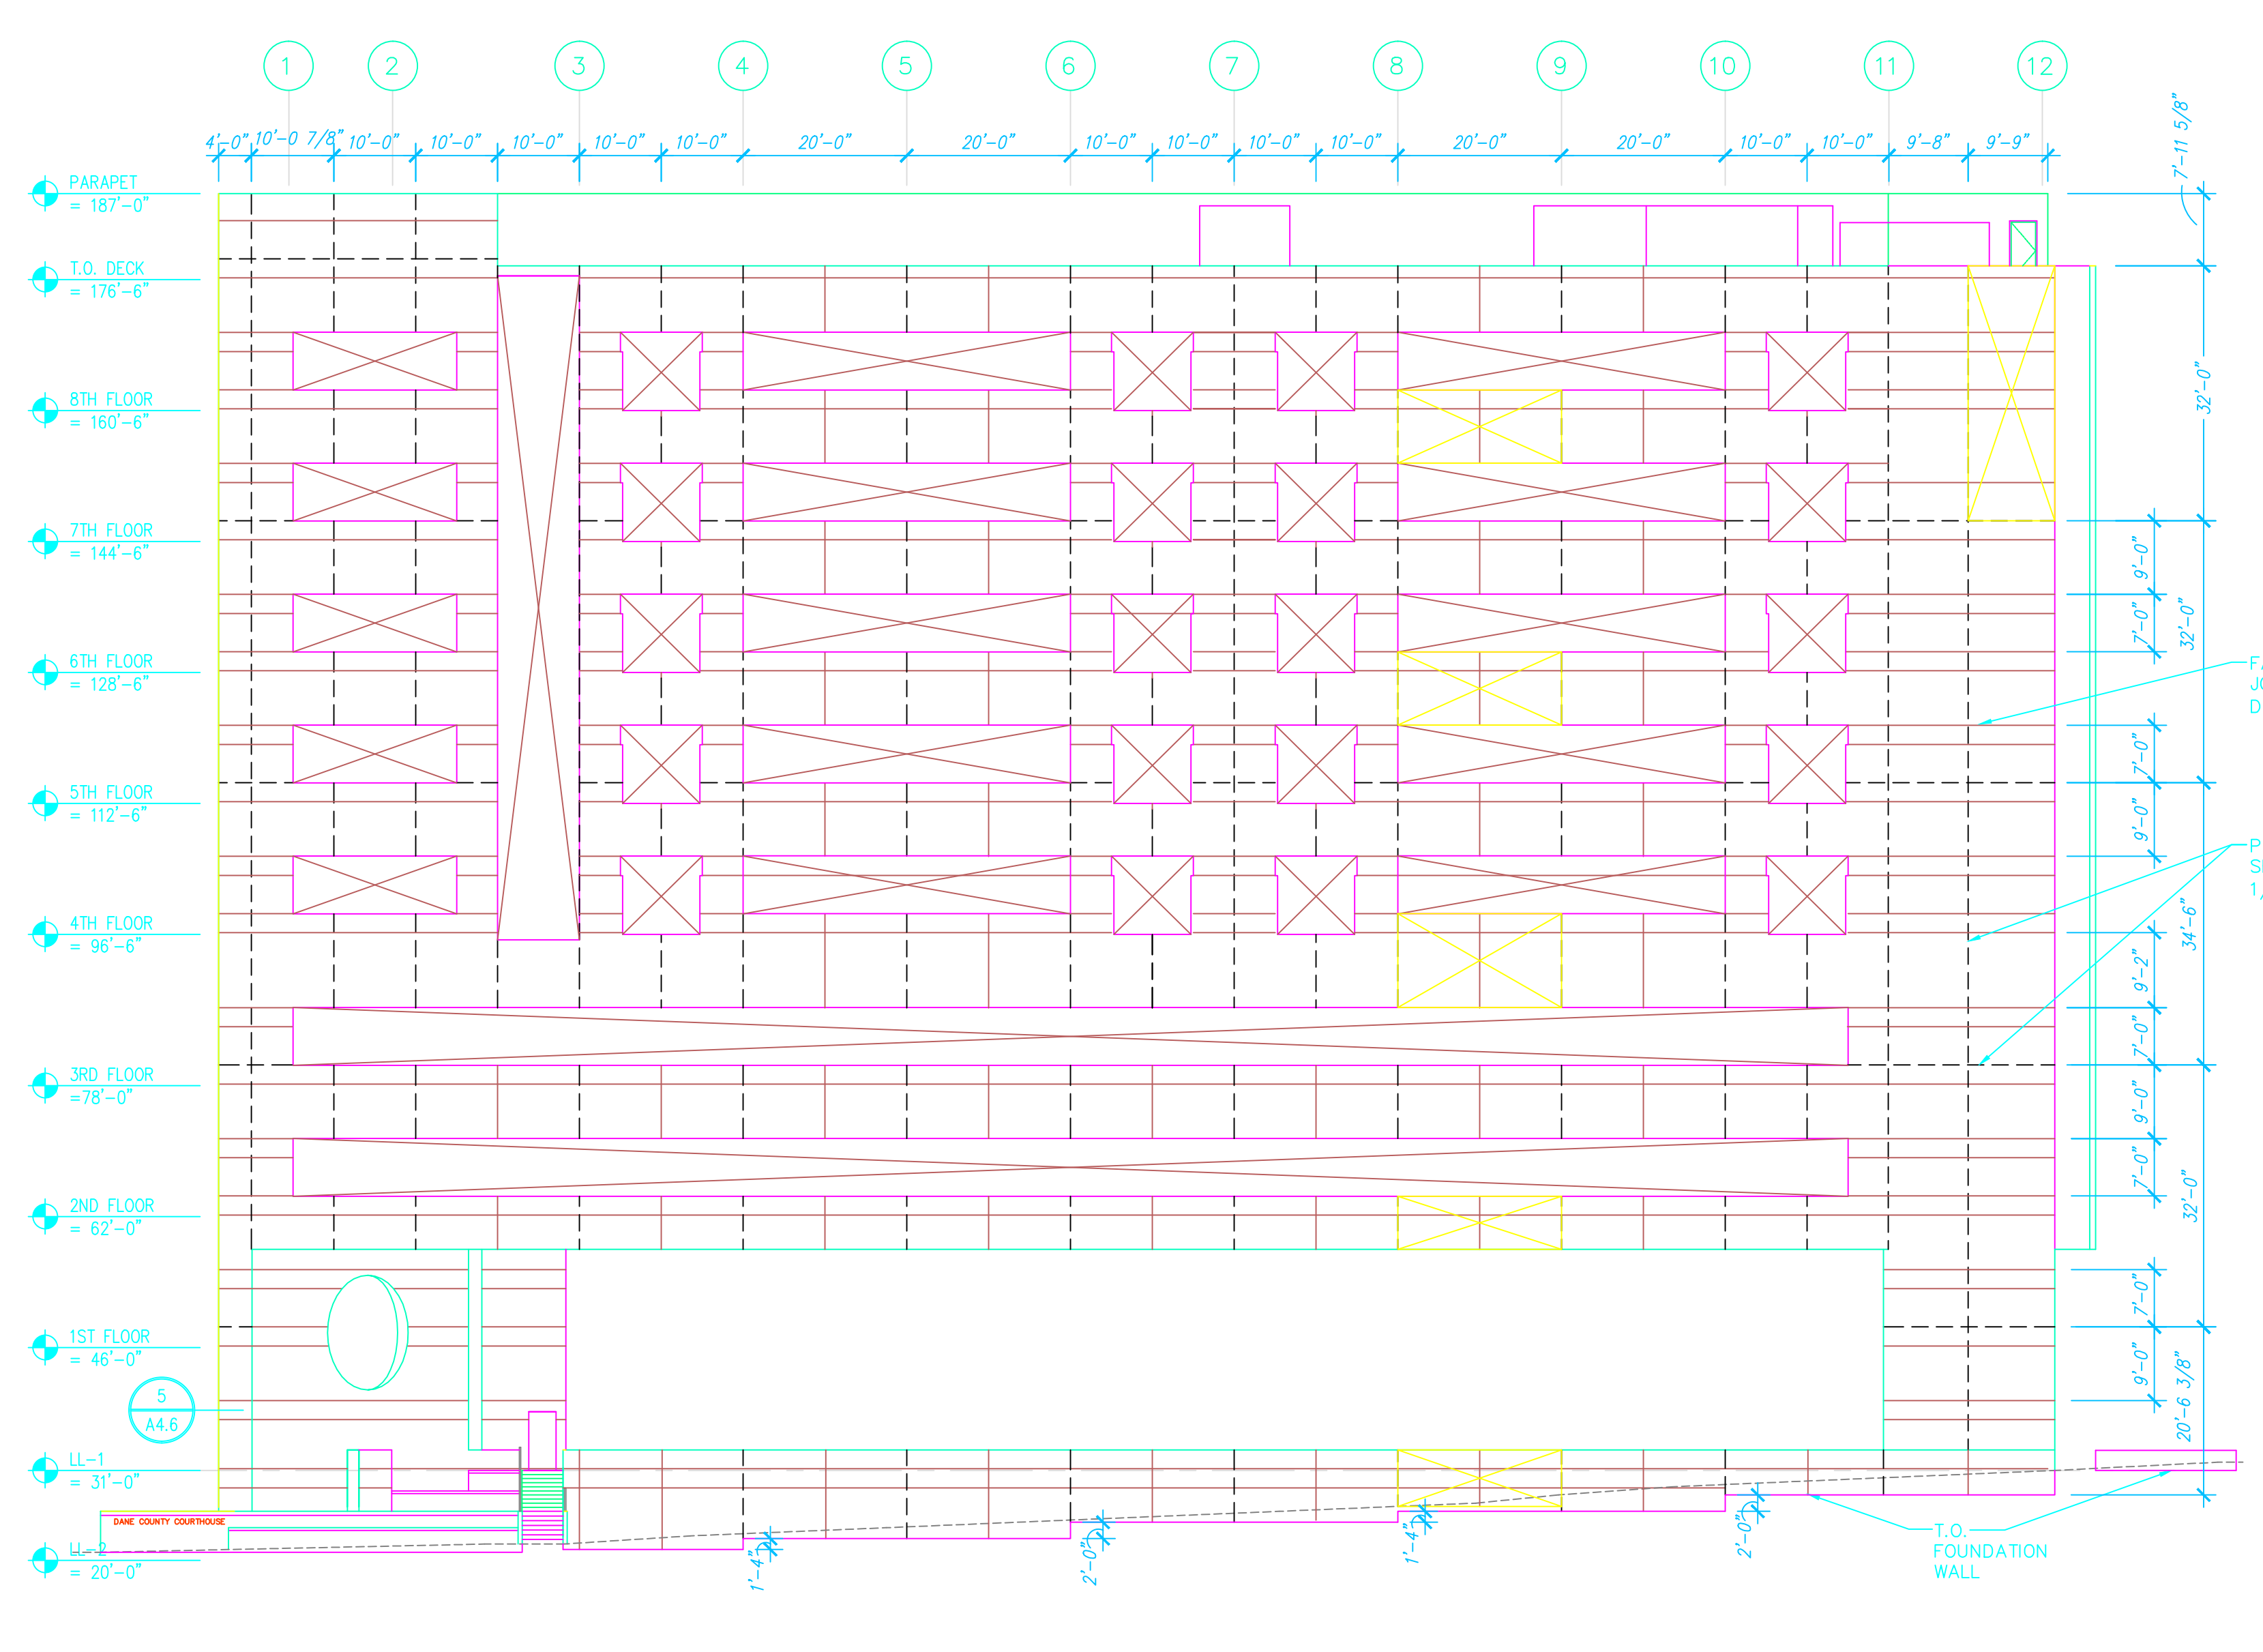 1 2 3 4 5 6 7 8 9 10 11 12
4'-0" 10'-0 7/8" 10'-0" 10'-0" 10'-0" 10'-0" 10'-0" 20'-0" 20'-0" 10'-0" 10'-0" 10'-0" 10'-0" 20'-0" 20'-0" 10'-0" 10'-0" 9'-8" 9'-9"
7'-11 5/8"
PARAPET
= 187'-0"
T.O. DECK
= 176'-6"
32'-0"
8TH FLOOR
= 160'-6"
7TH FLOOR
= 144'-6"
9'-0"
7'-0"
32'-0"
6TH FLOOR
= 128'-6"
F.
D
7'-0"
5TH FLOOR
= 112'-6"
9'-0"
P
4TH FLOOR
= 96'-6"
34'-6"
9'-2"
7'-0"
3RD FLOOR
=78'-0"
9'-0"
7'-0"
2ND FLOOR
= 62'-0"
32'-0"
7'-0"
1ST FLOOR
= 46'-0"
9'-0"
20'-6 3/8"
5
A4.6
LL-1
= 31'-0"
DANE COUNTY COURTHOUSE
LL-2
= 20'-0"
1'-4"
2'-0"
1'-4"
2'-0"
T.O.
FOUNDATION
WALL